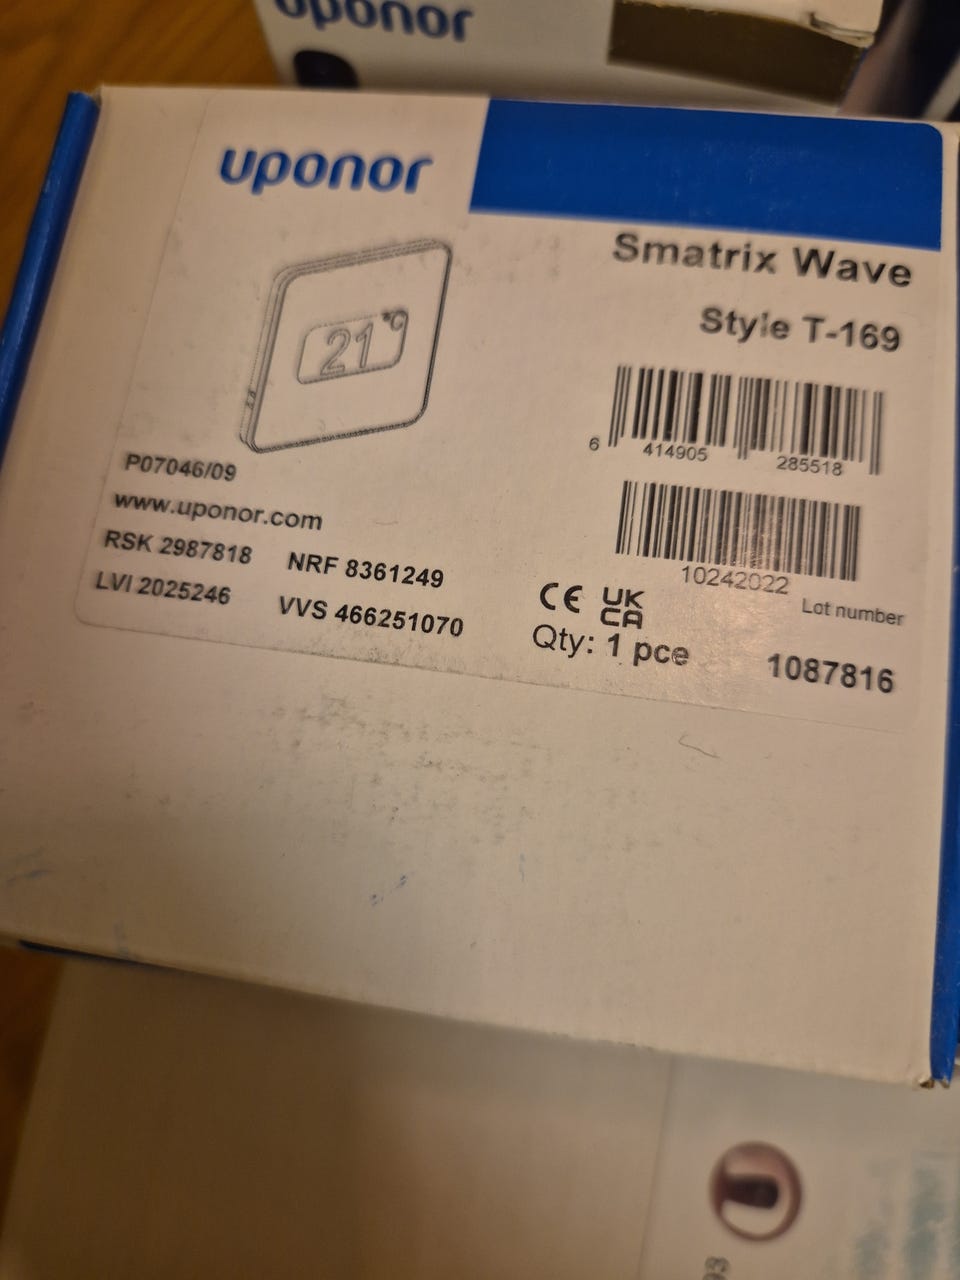 uponor
uponor
Smatrix Wave
Style T-169
21°C
6 414905 285518
P07046/09
www.uponor.com
10242022
RSK 2987818 NRF 8361249
Lot number
LVI 2025246 VVS 466251070
CE UK CA
Qty: 1 pce
1087816